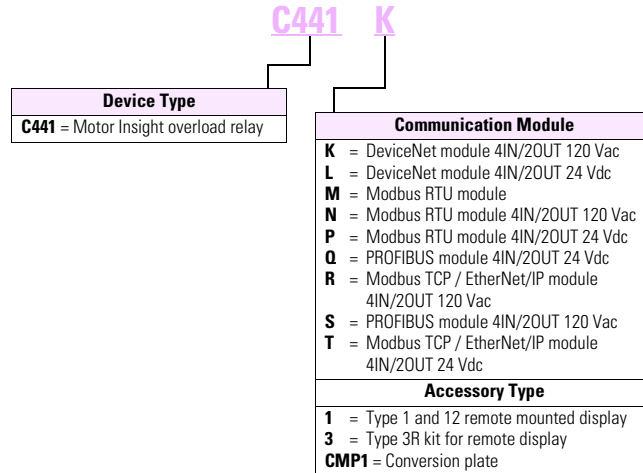 C441 K
Device Type
C441 = Motor Insight overload relay
Communication Module
K = DeviceNet module 4IN/2OUT 120 Vac
L = DeviceNet module 4IN/2OUT 24 Vdc
M = Modbus RTU module
N = Modbus RTU module 4IN/2OUT 120 Vac
P = Modbus RTU module 4IN/2OUT 24 Vdc
Q = PROFIBUS module 4IN/2OUT 24 Vdc
R = Modbus TCP / EtherNet/IP module
4IN/2OUT 120 Vac
S = PROFIBUS module 4IN/2OUT 120 Vac
T = Modbus TCP / EtherNet/IP module
4IN/2OUT 24 Vdc
Accessory Type
1 = Type 1 and 12 remote mounted display
3 = Type 3R kit for remote display
CMP1 = Conversion plate